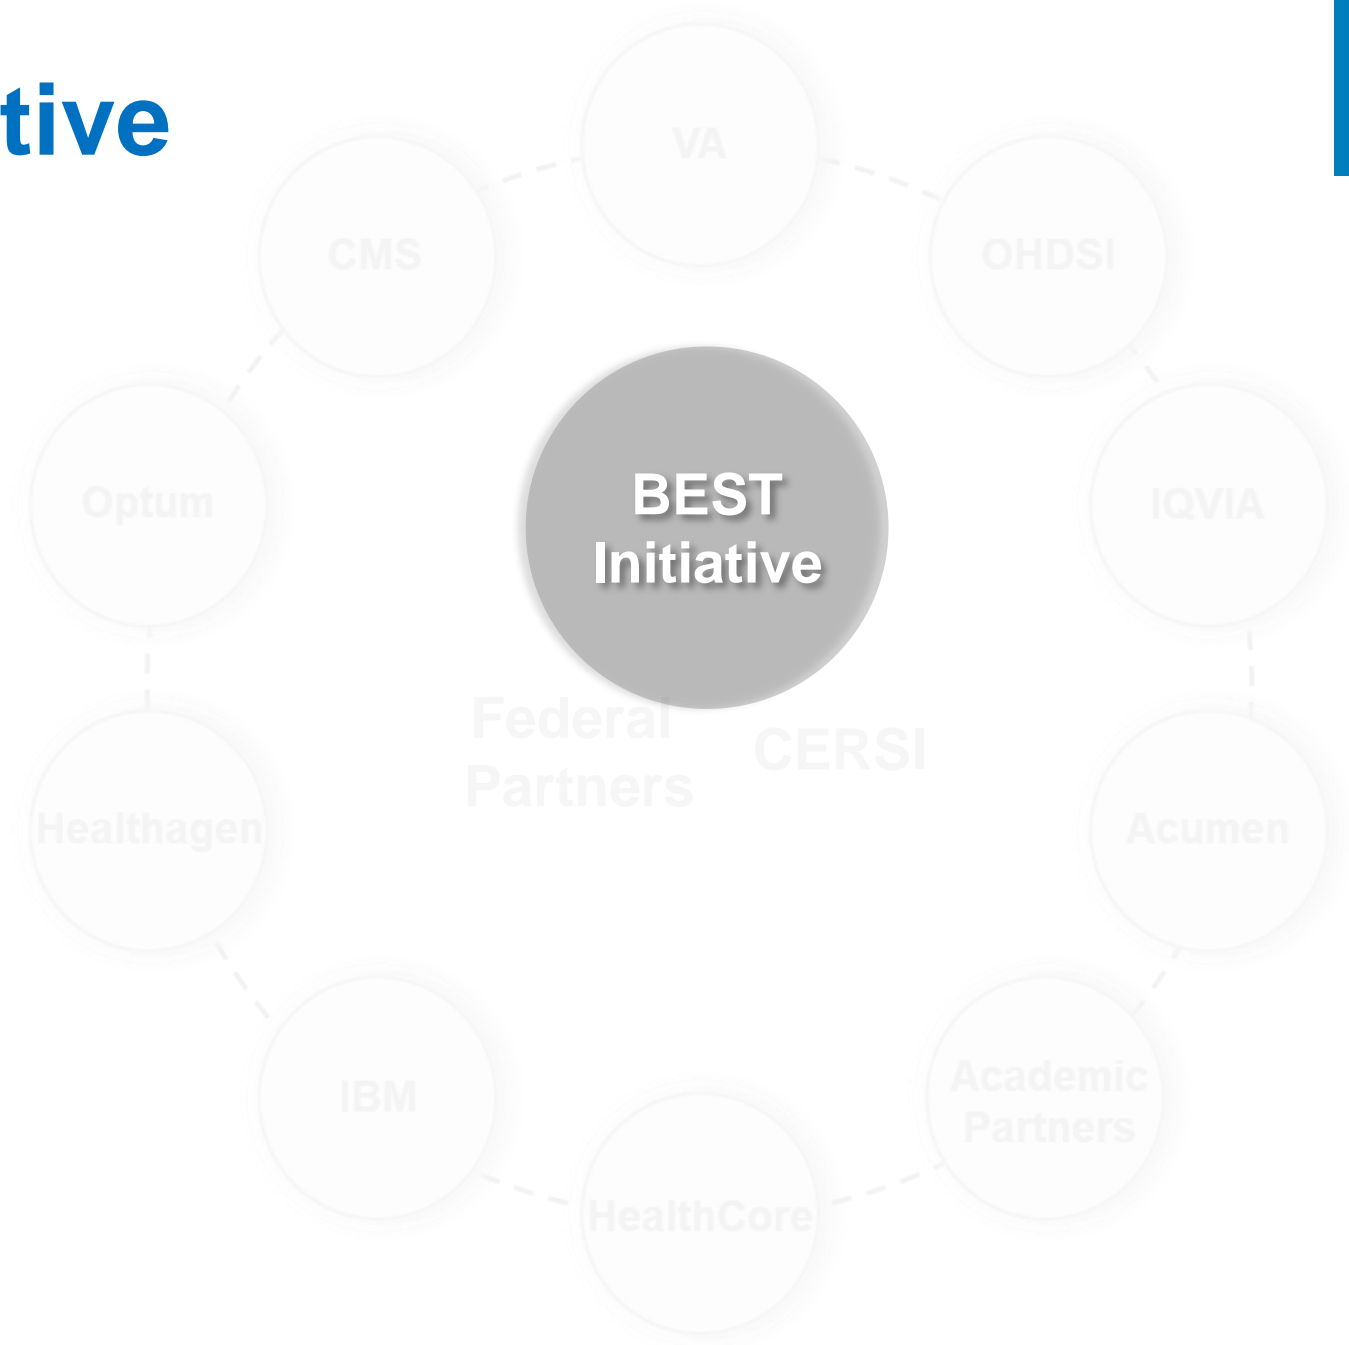 tive
VA
CMS
OHDSI
BEST
Initiative
Optum
IQVIA
Federal
Partners
CERSI
Healthagen
Acumen
Academic
Partners
IBM
HealthCore